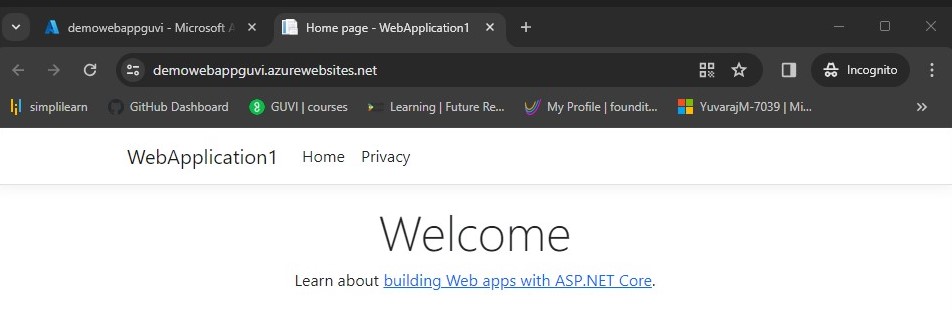 demowebappguvi - Microsoft A
Home page - WebApplication1
demowebappguvi.azurewebsites.net
Incognito
simplilearn
GitHub Dashboard
GUVI | courses
Learning | Future Re...
My Profile | foundit...
YuvarajM-7039 | Mi...
WebApplication1 Home Privacy
Welcome
Learn about building Web apps with ASP.NET Core.